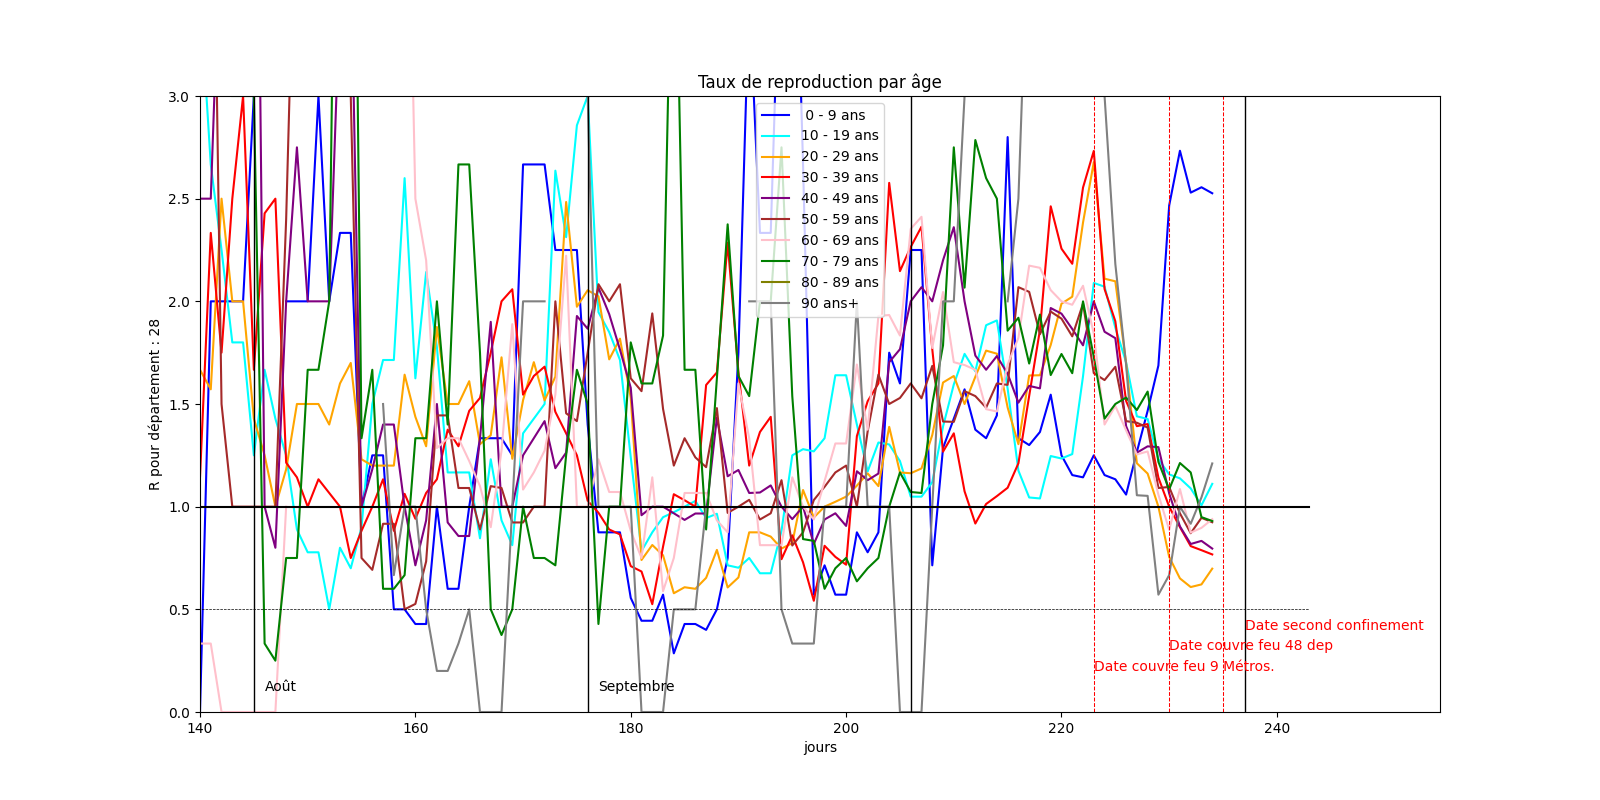 Taux de reproduction par âge
R pour département : 28
3.0
2.5
2.0
1.5
1.0
0.5
0.0
0 - 9 ans
10 - 19 ans
20 - 29 ans
30 - 39 ans
40 - 49 ans
50 - 59 ans
60 - 69 ans
70 - 79 ans
80 - 89 ans
90 ans+
Date second confinement
Date couvre feu 48 dep
Date couvre feu 9 Métros.
Août
Septembre
140
160
180
200
220
240
jours